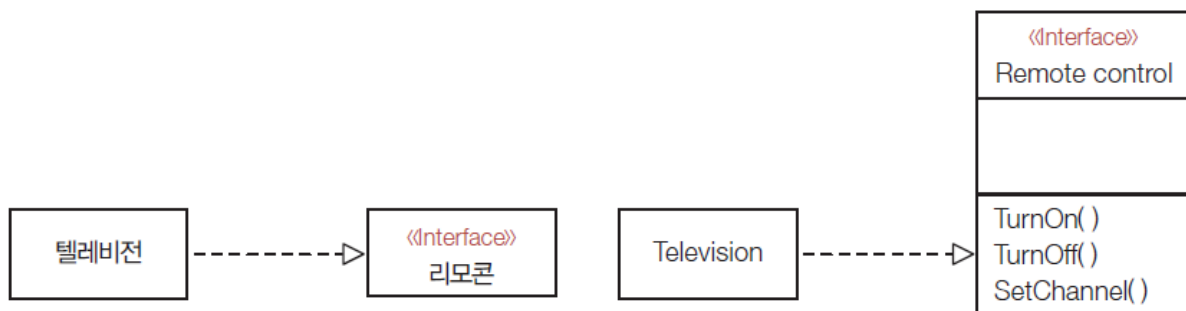 텔레비전
《Interface》
리모콘
Television
《Interface》
Remote control
TurnOn( )
TurnOff( )
SetChannel( )